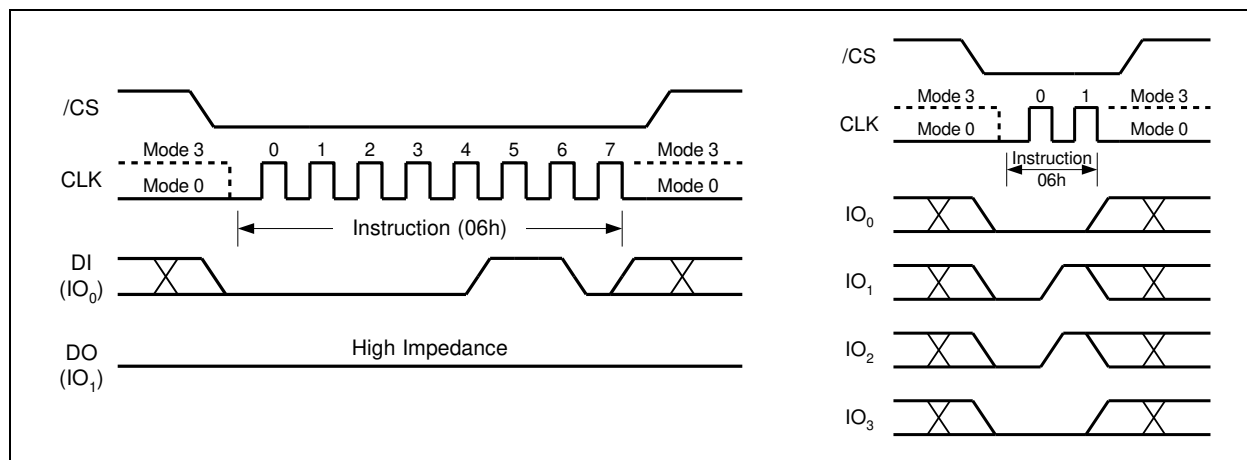 /CS
CLK
Mode 3
Mode 0
0 1 2 3 4 5 6 7
Mode 3
Mode 0
Instruction (06h)
DI
(IO0)
DO
(IO1)
High Impedance
/CS
CLK
Mode 3
Mode 0
0 1
Mode 3
Mode 0
Instruction
06h
IO0
IO1
IO2
IO3